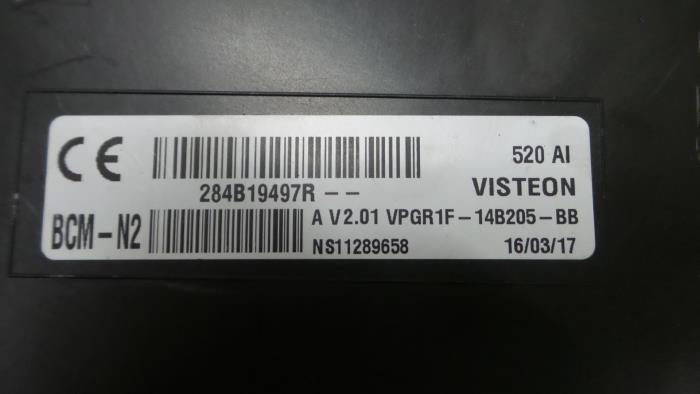 CE 520 AI
284B19497R - - VISTEON
BCM-N2 A V2.01 VPGR1F-14B205-BB
NS11289658 16/03/17